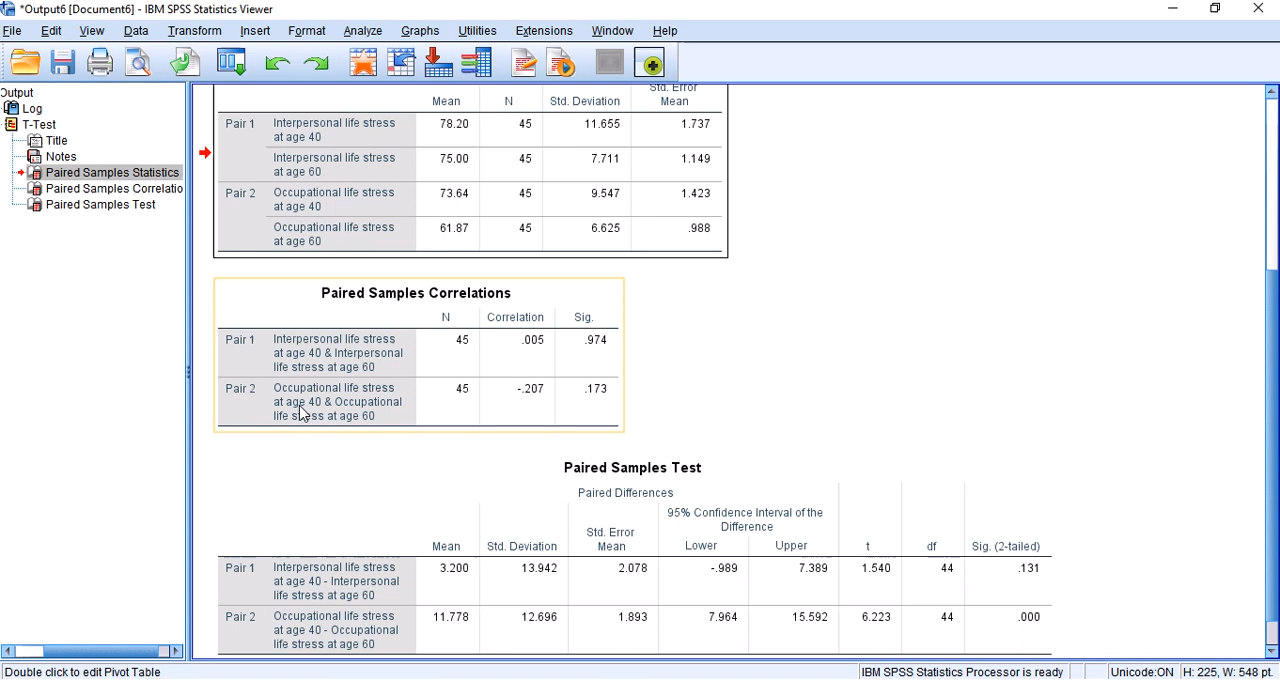 *Output6 [Document6] - IBM SPSS Statistics Viewer
File Edit View Data Transform Insert Format Analyze Graphs Utilities Extensions Window Help
Output
Log
T-Test
Title
Notes
Paired Samples Statistics
Paired Samples Correlatio
Paired Samples Test
Mean N Std. Deviation Std. Error Mean
Pair 1 Interpersonal life stress at age 40 78.20 45 11.655 1.737
Interpersonal life stress at age 60 75.00 45 7.711 1.149
Pair 2 Occupational life stress at age 40 73.64 45 9.547 1.423
Occupational life stress at age 60 61.87 45 6.625 .988
Paired Samples Correlations
N Correlation Sig.
Pair 1 Interpersonal life stress at age 40 & Interpersonal life stress at age 60 45 .005 .974
Pair 2 Occupational life stress at age 40 & Occupational life stress at age 60 45 -.207 .173
Paired Samples Test
Paired Differences
95% Confidence Interval of the Difference
Mean Std. Deviation Std. Error Mean Lower Upper t df Sig. (2-tailed)
Pair 1 Interpersonal life stress at age 40 - Interpersonal life stress at age 60 3.200 13.942 2.078 -.989 7.389 1.540 44 .131
Pair 2 Occupational life stress at age 40 - Occupational life stress at age 60 11.778 12.696 1.893 7.964 15.592 6.223 44 .000
Double click to edit Pivot Table IBM SPSS Statistics Processor is ready Unicode:ON H: 225, W: 548 pt.